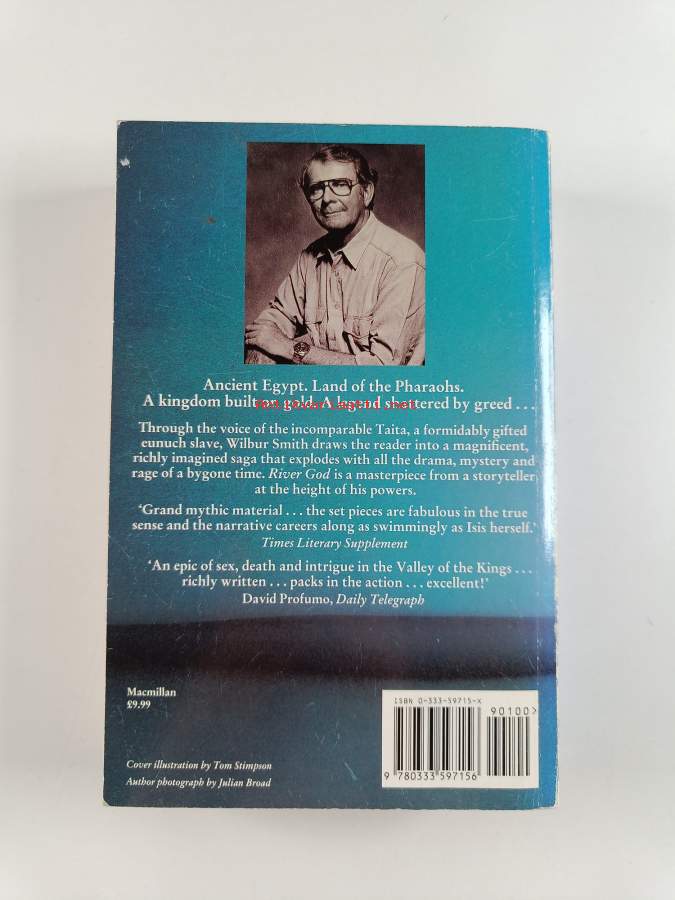 Ancient Egypt. Land of the Pharaohs.
A kingdom built on gold. A legend shattered by greed . . .
Through the voice of the incomparable Taita, a formidably gifted
eunuch slave, Wilbur Smith draws the reader into a magnificent,
richly imagined saga that explodes with all the drama, mystery and
rage of a bygone time. River God is a masterpiece from a storyteller
at the height of his powers.
‘Grand mythic material . . . the set pieces are fabulous in the true
sense and the narrative careers along as swimmingly as Isis herself.’
Times Literary Supplement
‘An epic of sex, death and intrigue in the Valley of the Kings . . .
richly written . . . packs in the action . . . excellent!’
David Profumo, Daily Telegraph
Macmillan
£9.99
ISBN 0-333-59715-X
90100>
9 780333 597156
Cover illustration by Tom Stimpson
Author photograph by Julian Broad